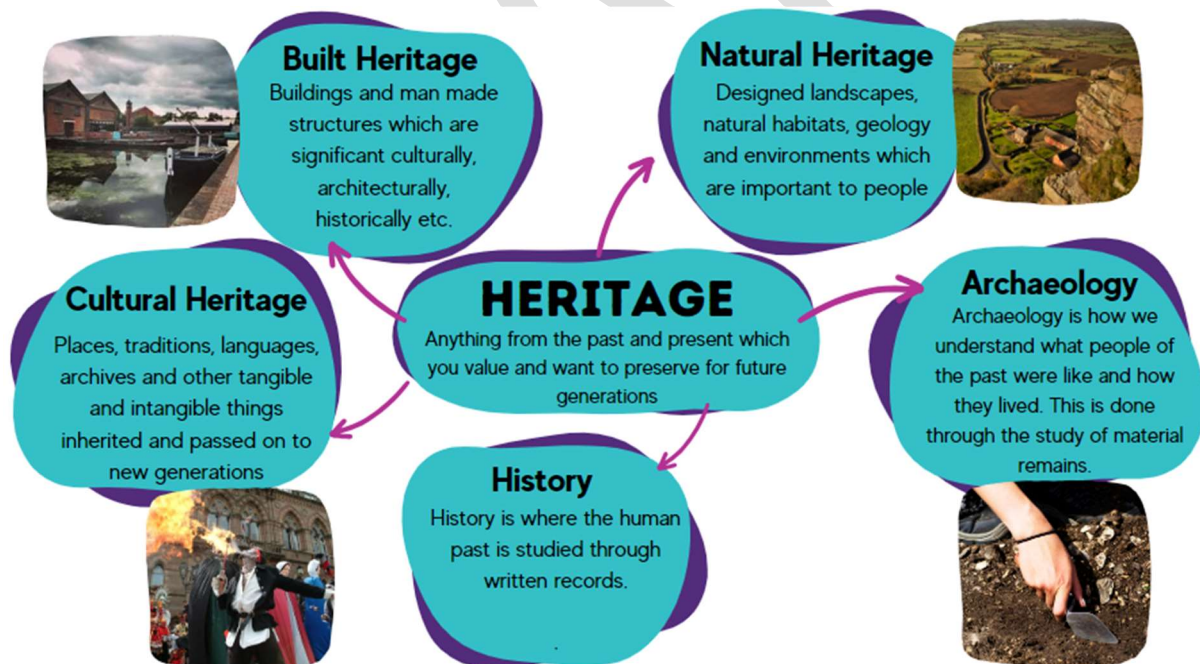 Built Heritage
Buildings and man made
structures which are
significant culturally,
architecturally,
historically etc.
Natural Heritage
Designed landscapes,
natural habitats, geology
and environments which
are important to people
HERITAGE
Anything from the past and present which
you value and want to preserve for future
generations
Cultural Heritage
Places, traditions, languages,
archives and other tangible
and intangible things
inherited and passed on to
new generations
Archaeology
Archaeology is how we
understand what people of
the past were like and how
they lived. This is done
through the study of material
remains.
History
History is where the human
past is studied through
written records.
.